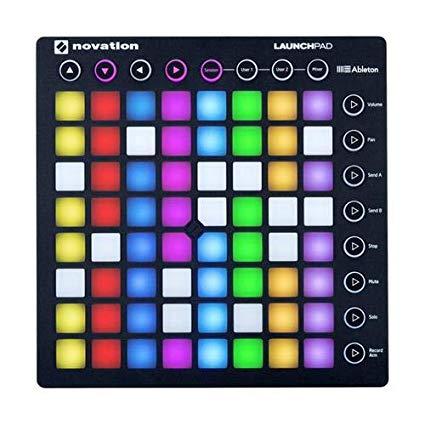 novation LAUNCHPAD
Session User 1 User 2 Mixer Ableton
Volume
Pan
Send A
Send B
Stop
Mute
Solo
Record
Arm